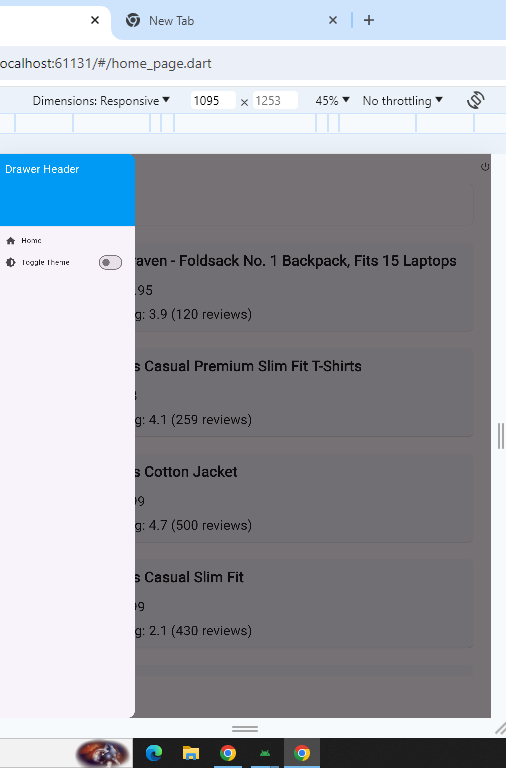 New Tab
ocalhost:61131/#/home_page.dart
Dimensions: Responsive 1095 × 1253 45% No throttling
Drawer Header
Home
Toggle Theme
raven - Foldsack No. 1 Backpack, Fits 15 Laptops
.95
g: 3.9 (120 reviews)
s Casual Premium Slim Fit T-Shirts
g: 4.1 (259 reviews)
s Cotton Jacket
99
g: 4.7 (500 reviews)
s Casual Slim Fit
99
g: 2.1 (430 reviews)